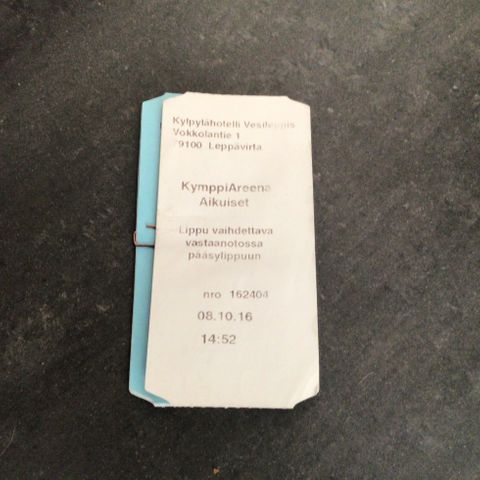 Kylpylähotelli Vesileppis
Vokkolantie 1
79100 Leppävirta
KymppiAreena
Aikuiset
Lippu vaihdettava
vastaanotossa
pääsylippuun
nro 162404
08.10.16
14:52